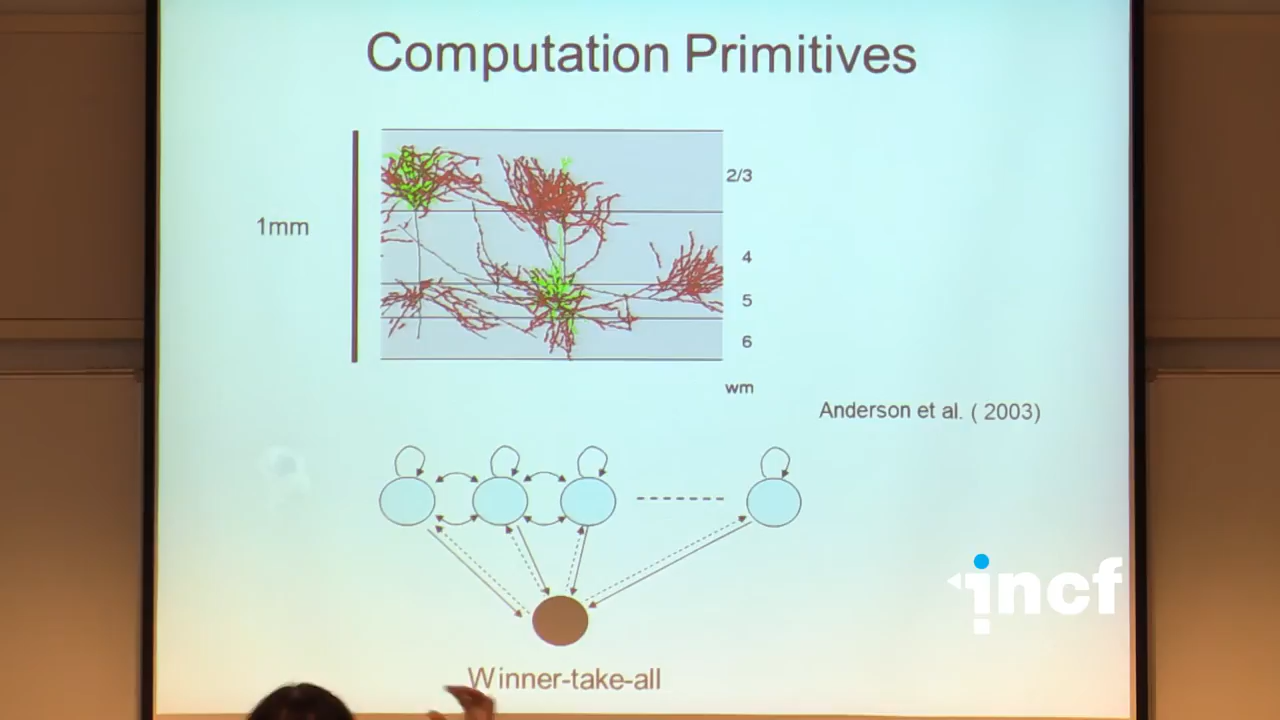 Computation Primitives
2/3
1mm
4
5
6
wm
Anderson et al. ( 2003)
incf
Winner-take-all